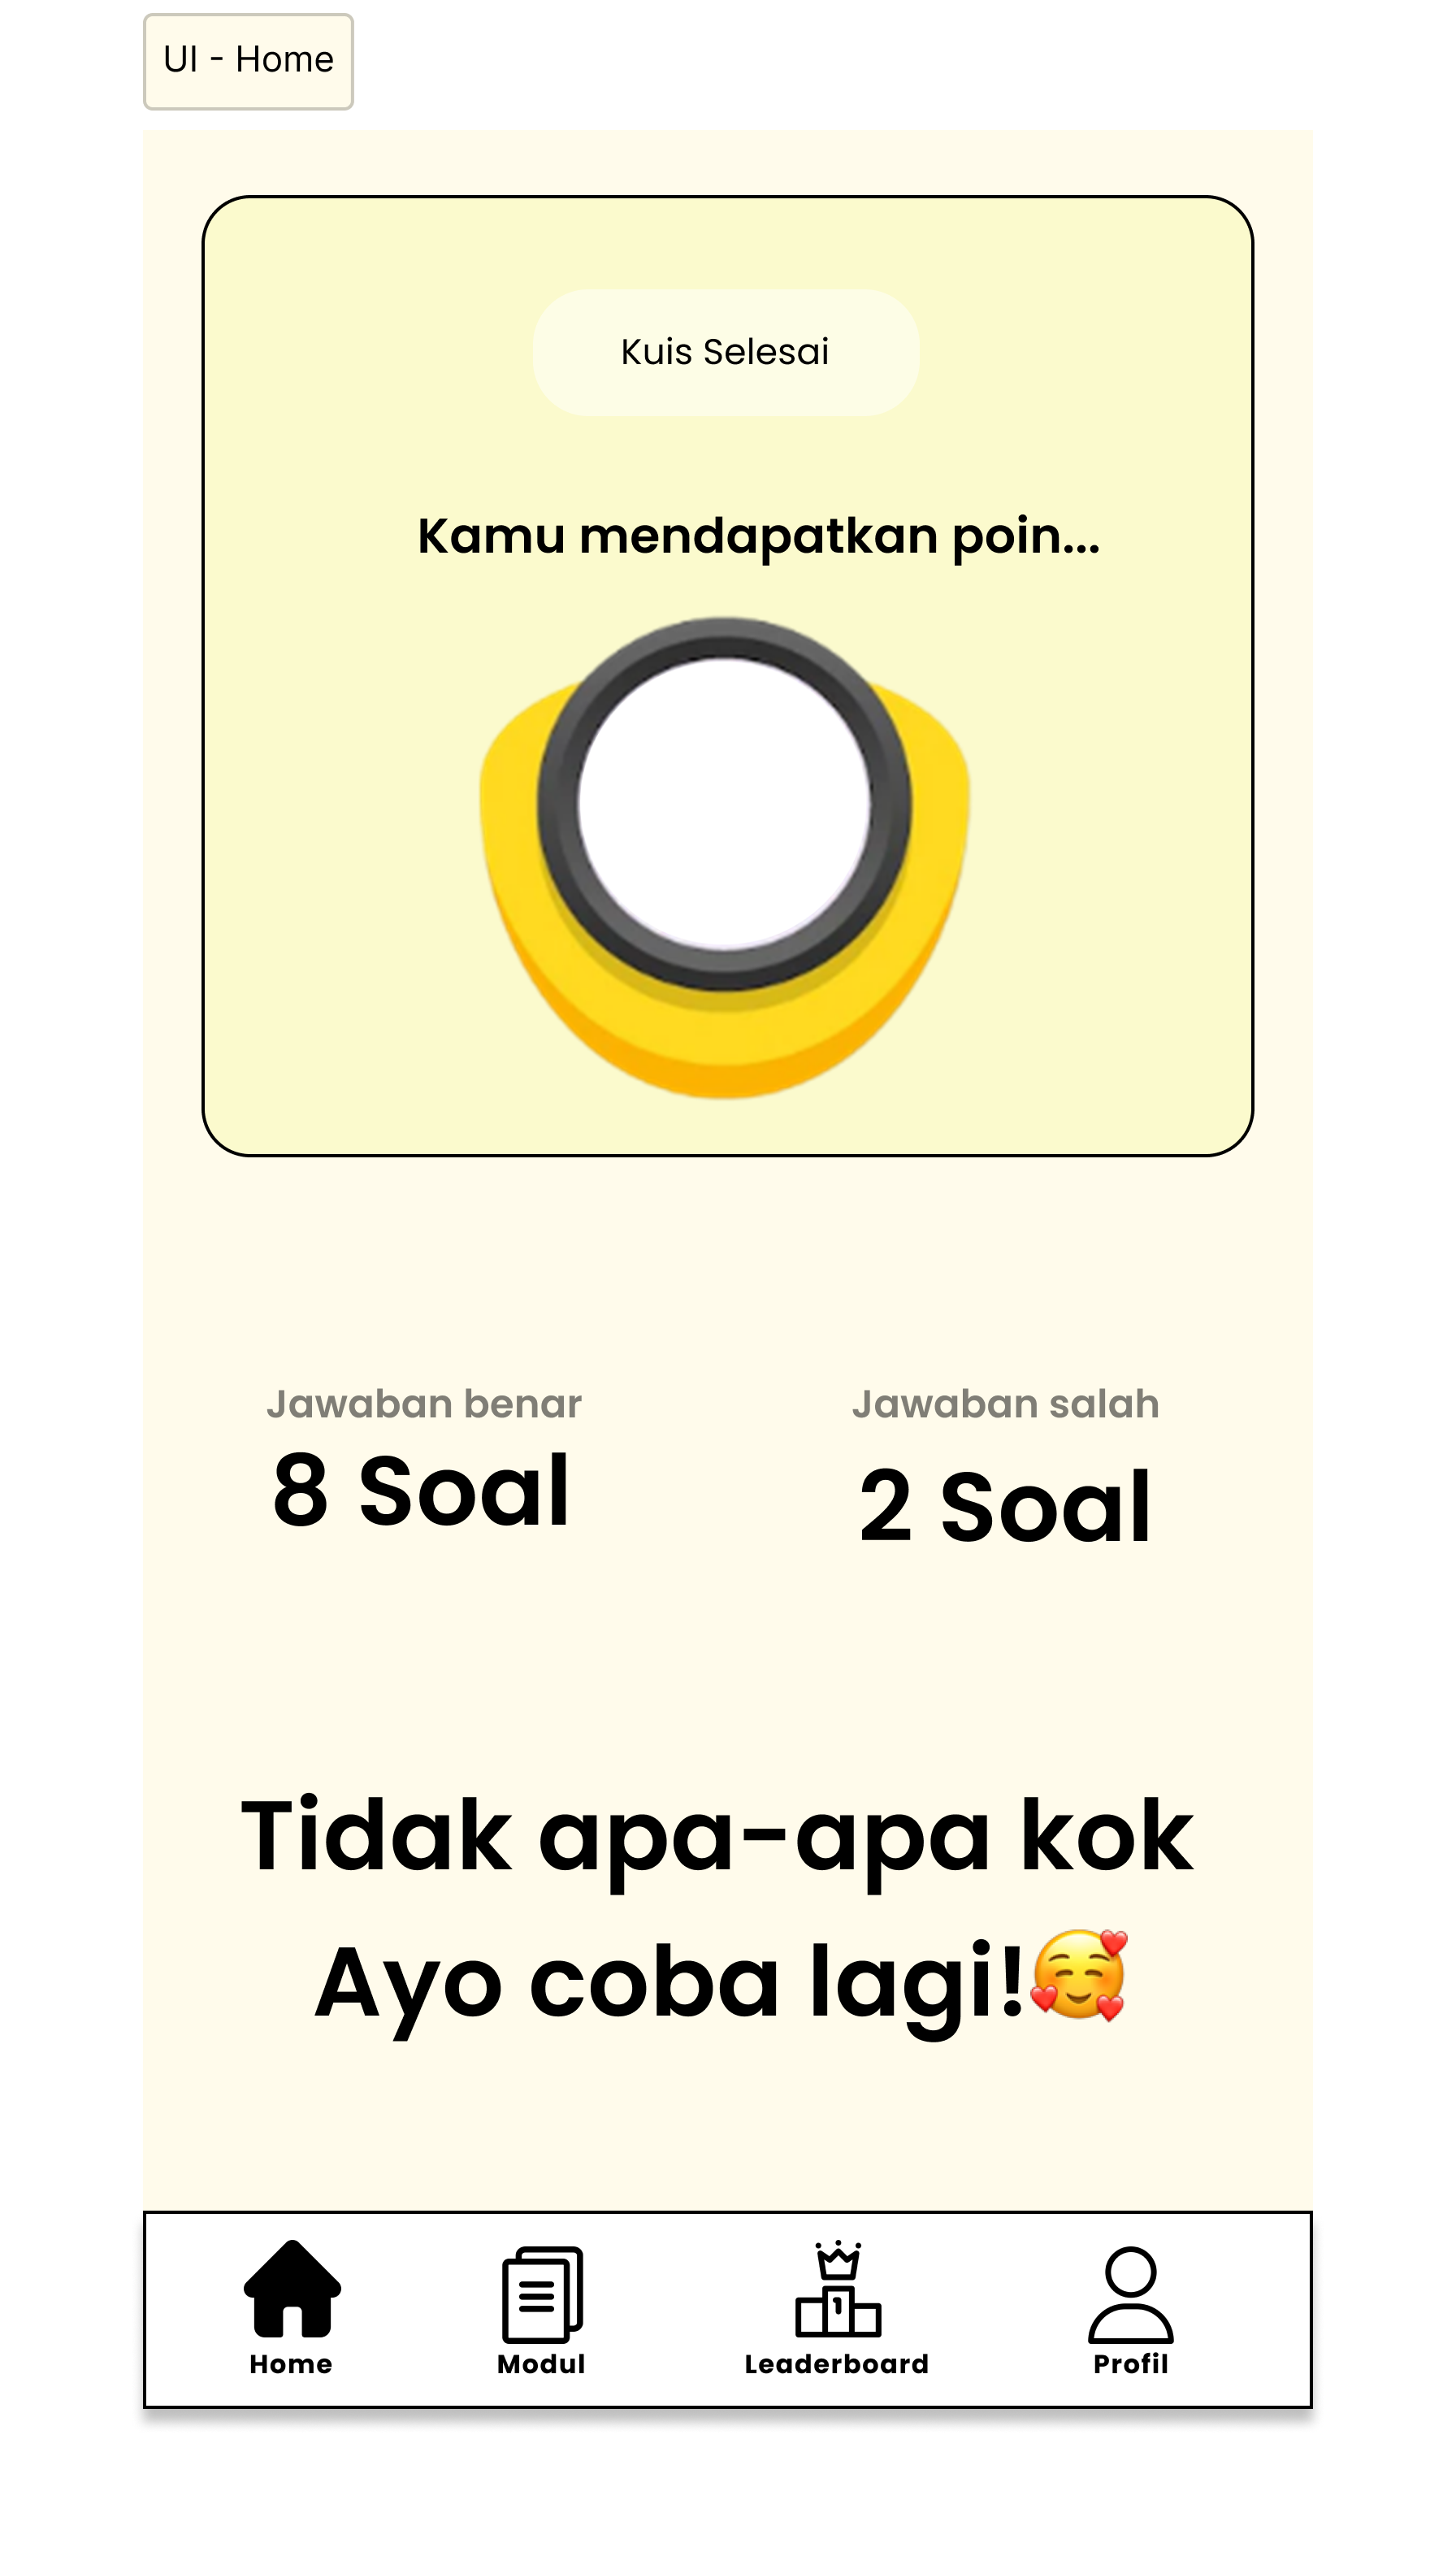 UI - Home
Kuis Selesai
Kamu mendapatkan poin...
Jawaban benar
8 Soal
Jawaban salah
2 Soal
Tidak apa-apa kok
Ayo coba lagi!🥰
1
Home
Modul
Leaderboard
Profil